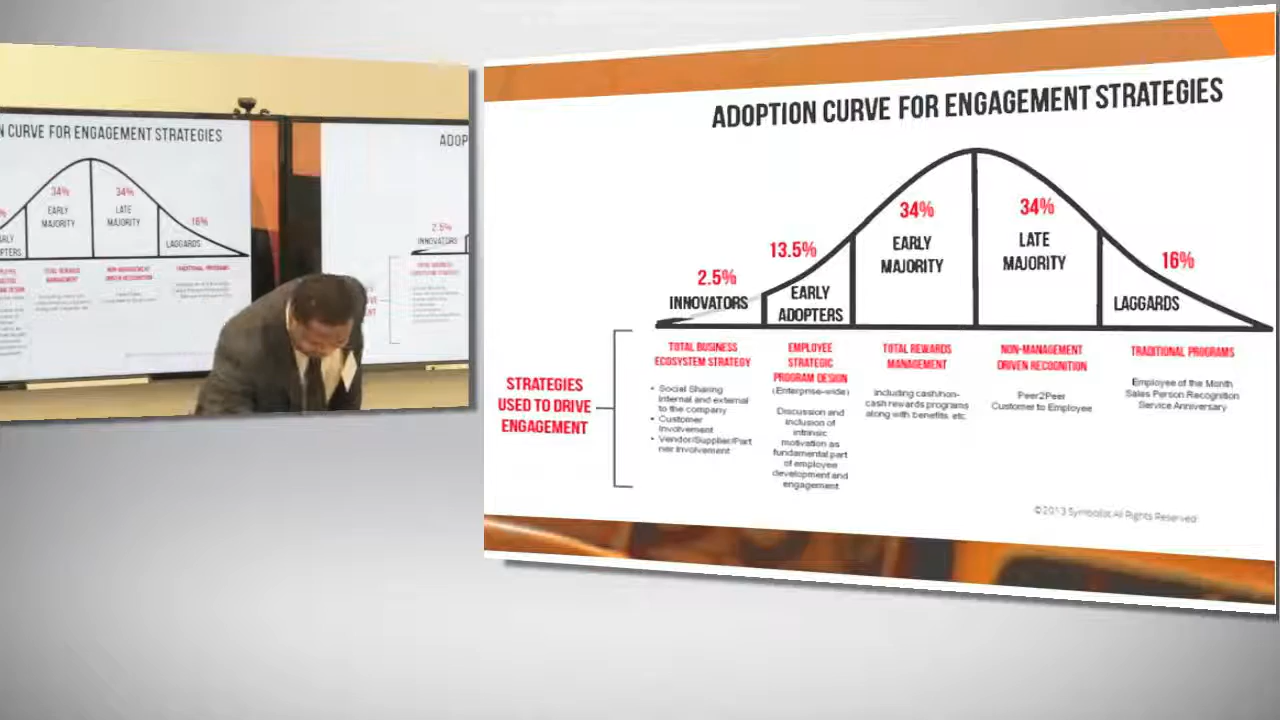 N CURVE FOR ENGAGEMENT STRATEGIES
34%
EARLY
MAJORITY
34%
LATE
MAJORITY
16%
LAGGARDS
TOTAL REWARDS
MANAGEMENT
NON-MANAGEMENT
DRIVEN RECOGNITION
TRADITIONAL PROGRAMS
ADOP
2.5%
INNOVATORS
ADOPTION CURVE FOR ENGAGEMENT STRATEGIES
2.5%
INNOVATORS
13.5%
EARLY
ADOPTERS
34%
EARLY
MAJORITY
34%
LATE
MAJORITY
16%
LAGGARDS
STRATEGIES
USED TO DRIVE
ENGAGEMENT
TOTAL BUSINESS
ECOSYSTEM STRATEGY
• Social Sharing
Internal and external
to the company
• Customer
Involvement
• Vendor/Supplier/Part
ner Involvement
EMPLOYEE
STRATEGIC
PROGRAM DESIGN
(Enterprise-wide)
Discussion and
inclusion of
intrinsic
motivation as
fundamental part
of employee
development and
engagement
TOTAL REWARDS
MANAGEMENT
Including cash/non-
cash rewards programs
along with benefits, etc.
NON-MANAGEMENT
DRIVEN RECOGNITION
Peer2Peer
Customer to Employee
TRADITIONAL PROGRAMS
Employee of the Month
Sales Person Recognition
Service Anniversary
©2013 Symbolist All Rights Reserved